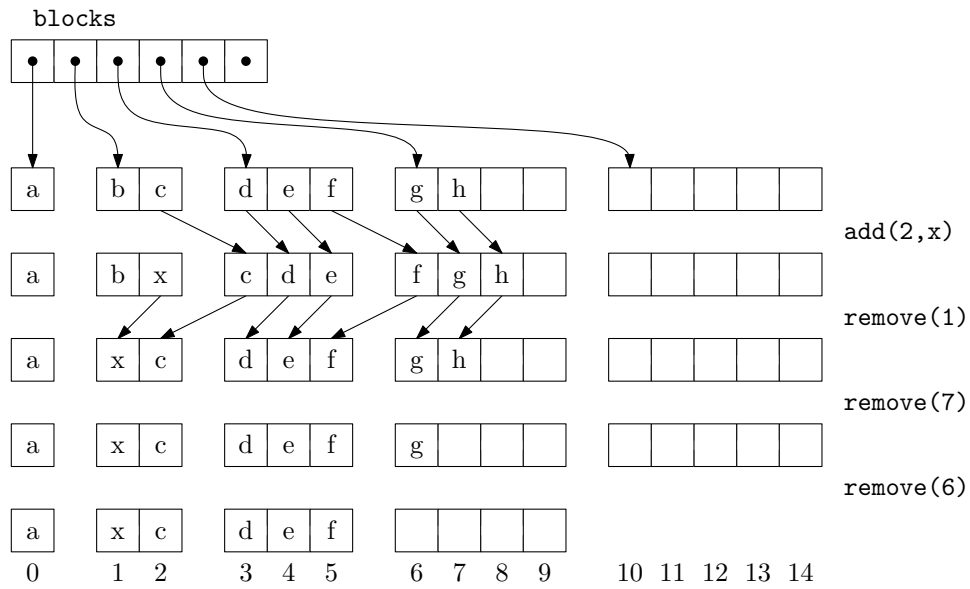 blocks
a b c d e f g h
add(2,x)
a b x c d e f g h
remove(1)
a x c d e f g h
remove(7)
a x c d e f g
remove(6)
a x c d e f
0 1 2 3 4 5 6 7 8 9 10 11 12 13 14